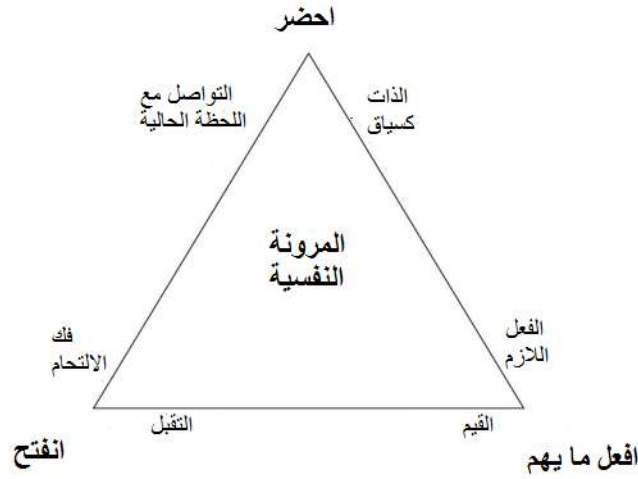 احضر
الذات
كسياق
التواصل مع
اللحظة الحالية
المرونة
النفسية
الفعل
اللازم
فك
الالتحام
القيم
التقبل
افعل ما يهم
انفتح